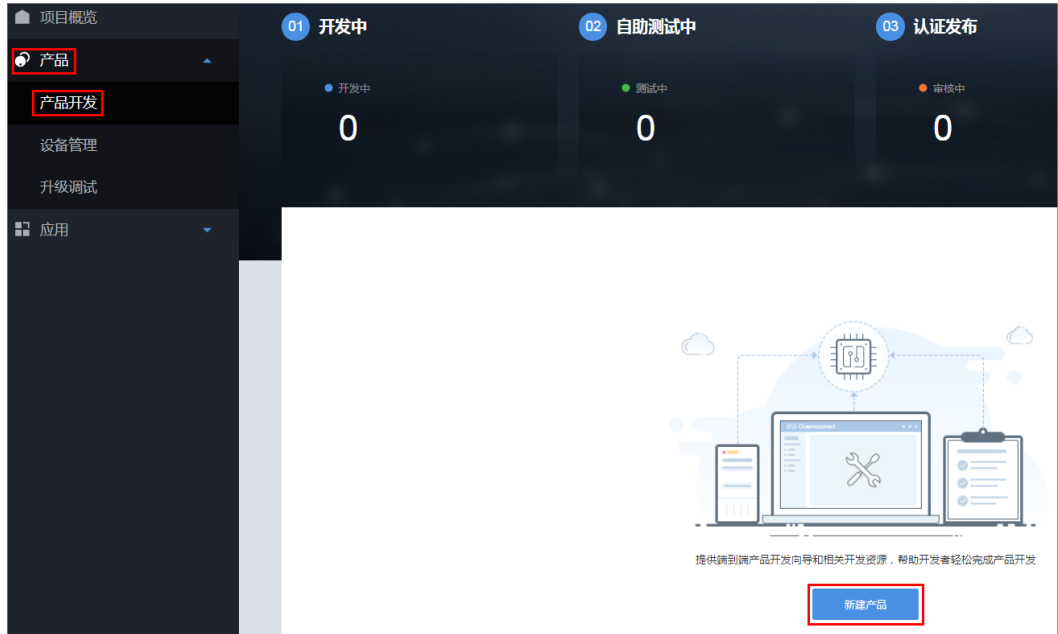 项目概览
产品
产品开发
设备管理
升级调试
应用
01 开发中
02 自助测试中
03 认证发布
开发中
测试中
审核中
0
0
0
Oceanconnect
提供端到端产品开发向导和相关开发资源，帮助开发者轻松完成产品开发
新建产品